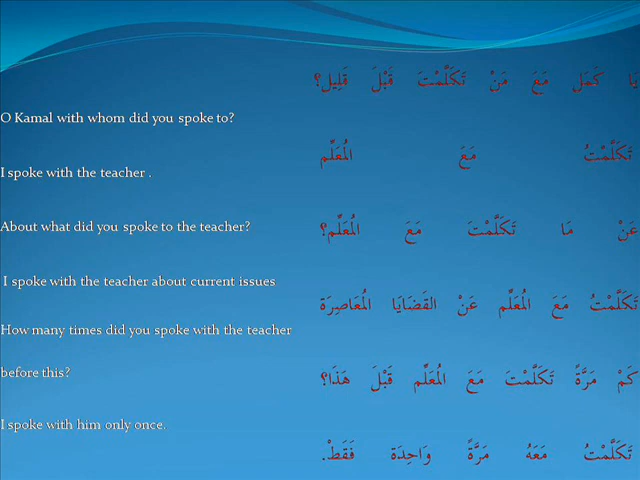 يَا كَمَل مَعَ مَنْ تَكَلَّمْتَ قَبْلَ قَلِيل؟
O Kamal with whom did you spoke to?
تَكَلَّمْتُ مَعَ المُعَلَّم
I spoke with the teacher .
عَنْ مَا تَكَلَّمْتَ مَعَ المُعَلَّم؟
About what did you spoke to the teacher?
تَكَلَّمْتُ مَعَ المُعَلَّم عَنْ القَضَايَا المُعَاصِرَة
I spoke with the teacher about current issues
كَمْ مَرَّةً تَكَلَّمْتَ مَعَ المُعَلَّم قَبْلَ هَذَا؟
How many times did you spoke with the teacher
before this?
تَكَلَّمْتُ مَعَهُ مَرَّةً وَاحِدَة فَقَطْ.
I spoke with him only once.